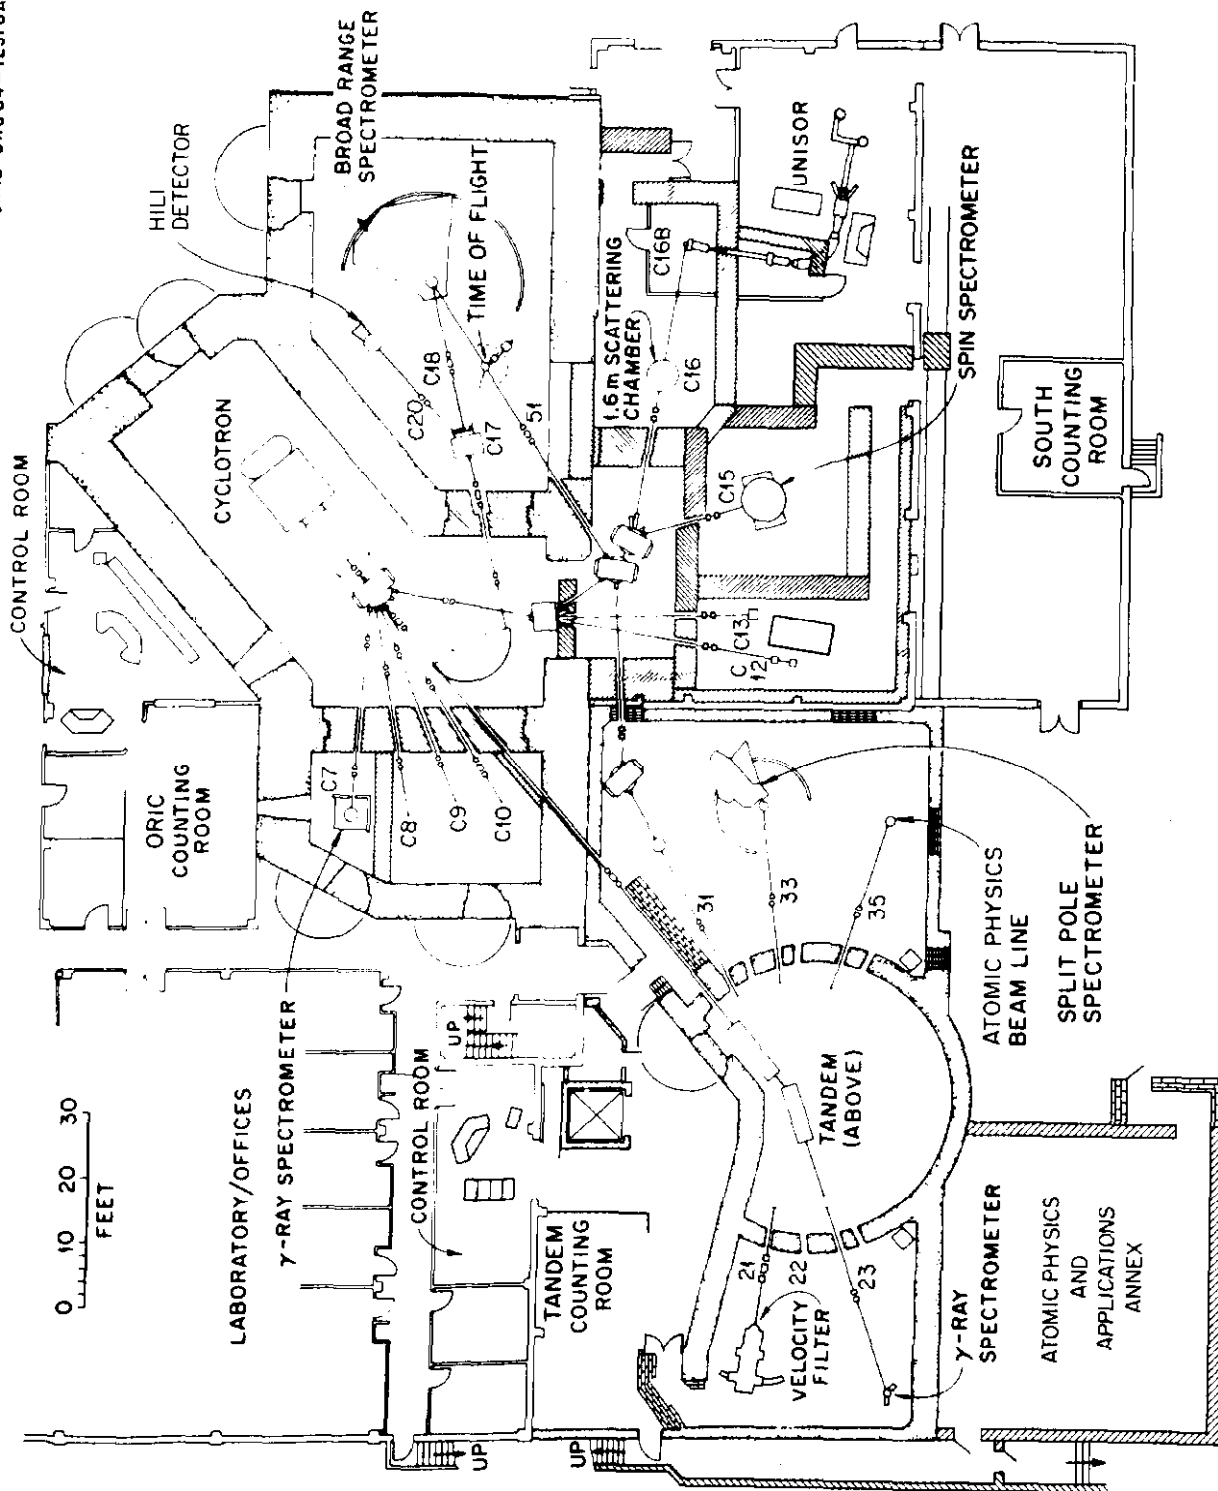 CONTROL ROOM
HILI
DETECTOR
BROAD RANGE
SPECTROMETER
CYCLOTRON
TIME OF FLIGHT
C18
C20
C17
51
1.6m SCATTERING
CHAMBER
C16B
C16
UNISOR
SPIN SPECTROMETER
C15
SOUTH
COUNTING
ROOM
C13
C
12
ORIC
COUNTING
ROOM
C7
C8
C9
C10
31
33
35
ATOMIC PHYSICS
BEAM LINE
SPLIT POLE
SPECTROMETER
0 10 20 30
FEET
LABORATORY/OFFICES
γ-RAY SPECTROMETER
CONTROL ROOM
UP
TANDEM
COUNTING
ROOM
TANDEM
(ABOVE)
21
22
23
VELOCITY
FILTER
γ-RAY
SPECTROMETER
ATOMIC PHYSICS
AND
APPLICATIONS
ANNEX
UP
UP